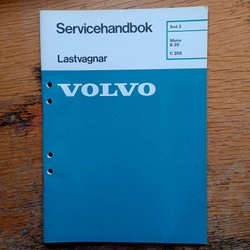 Servicehandbok
Avd 2
Motor
B 20
C 202
Lastvagnar
VOLVO